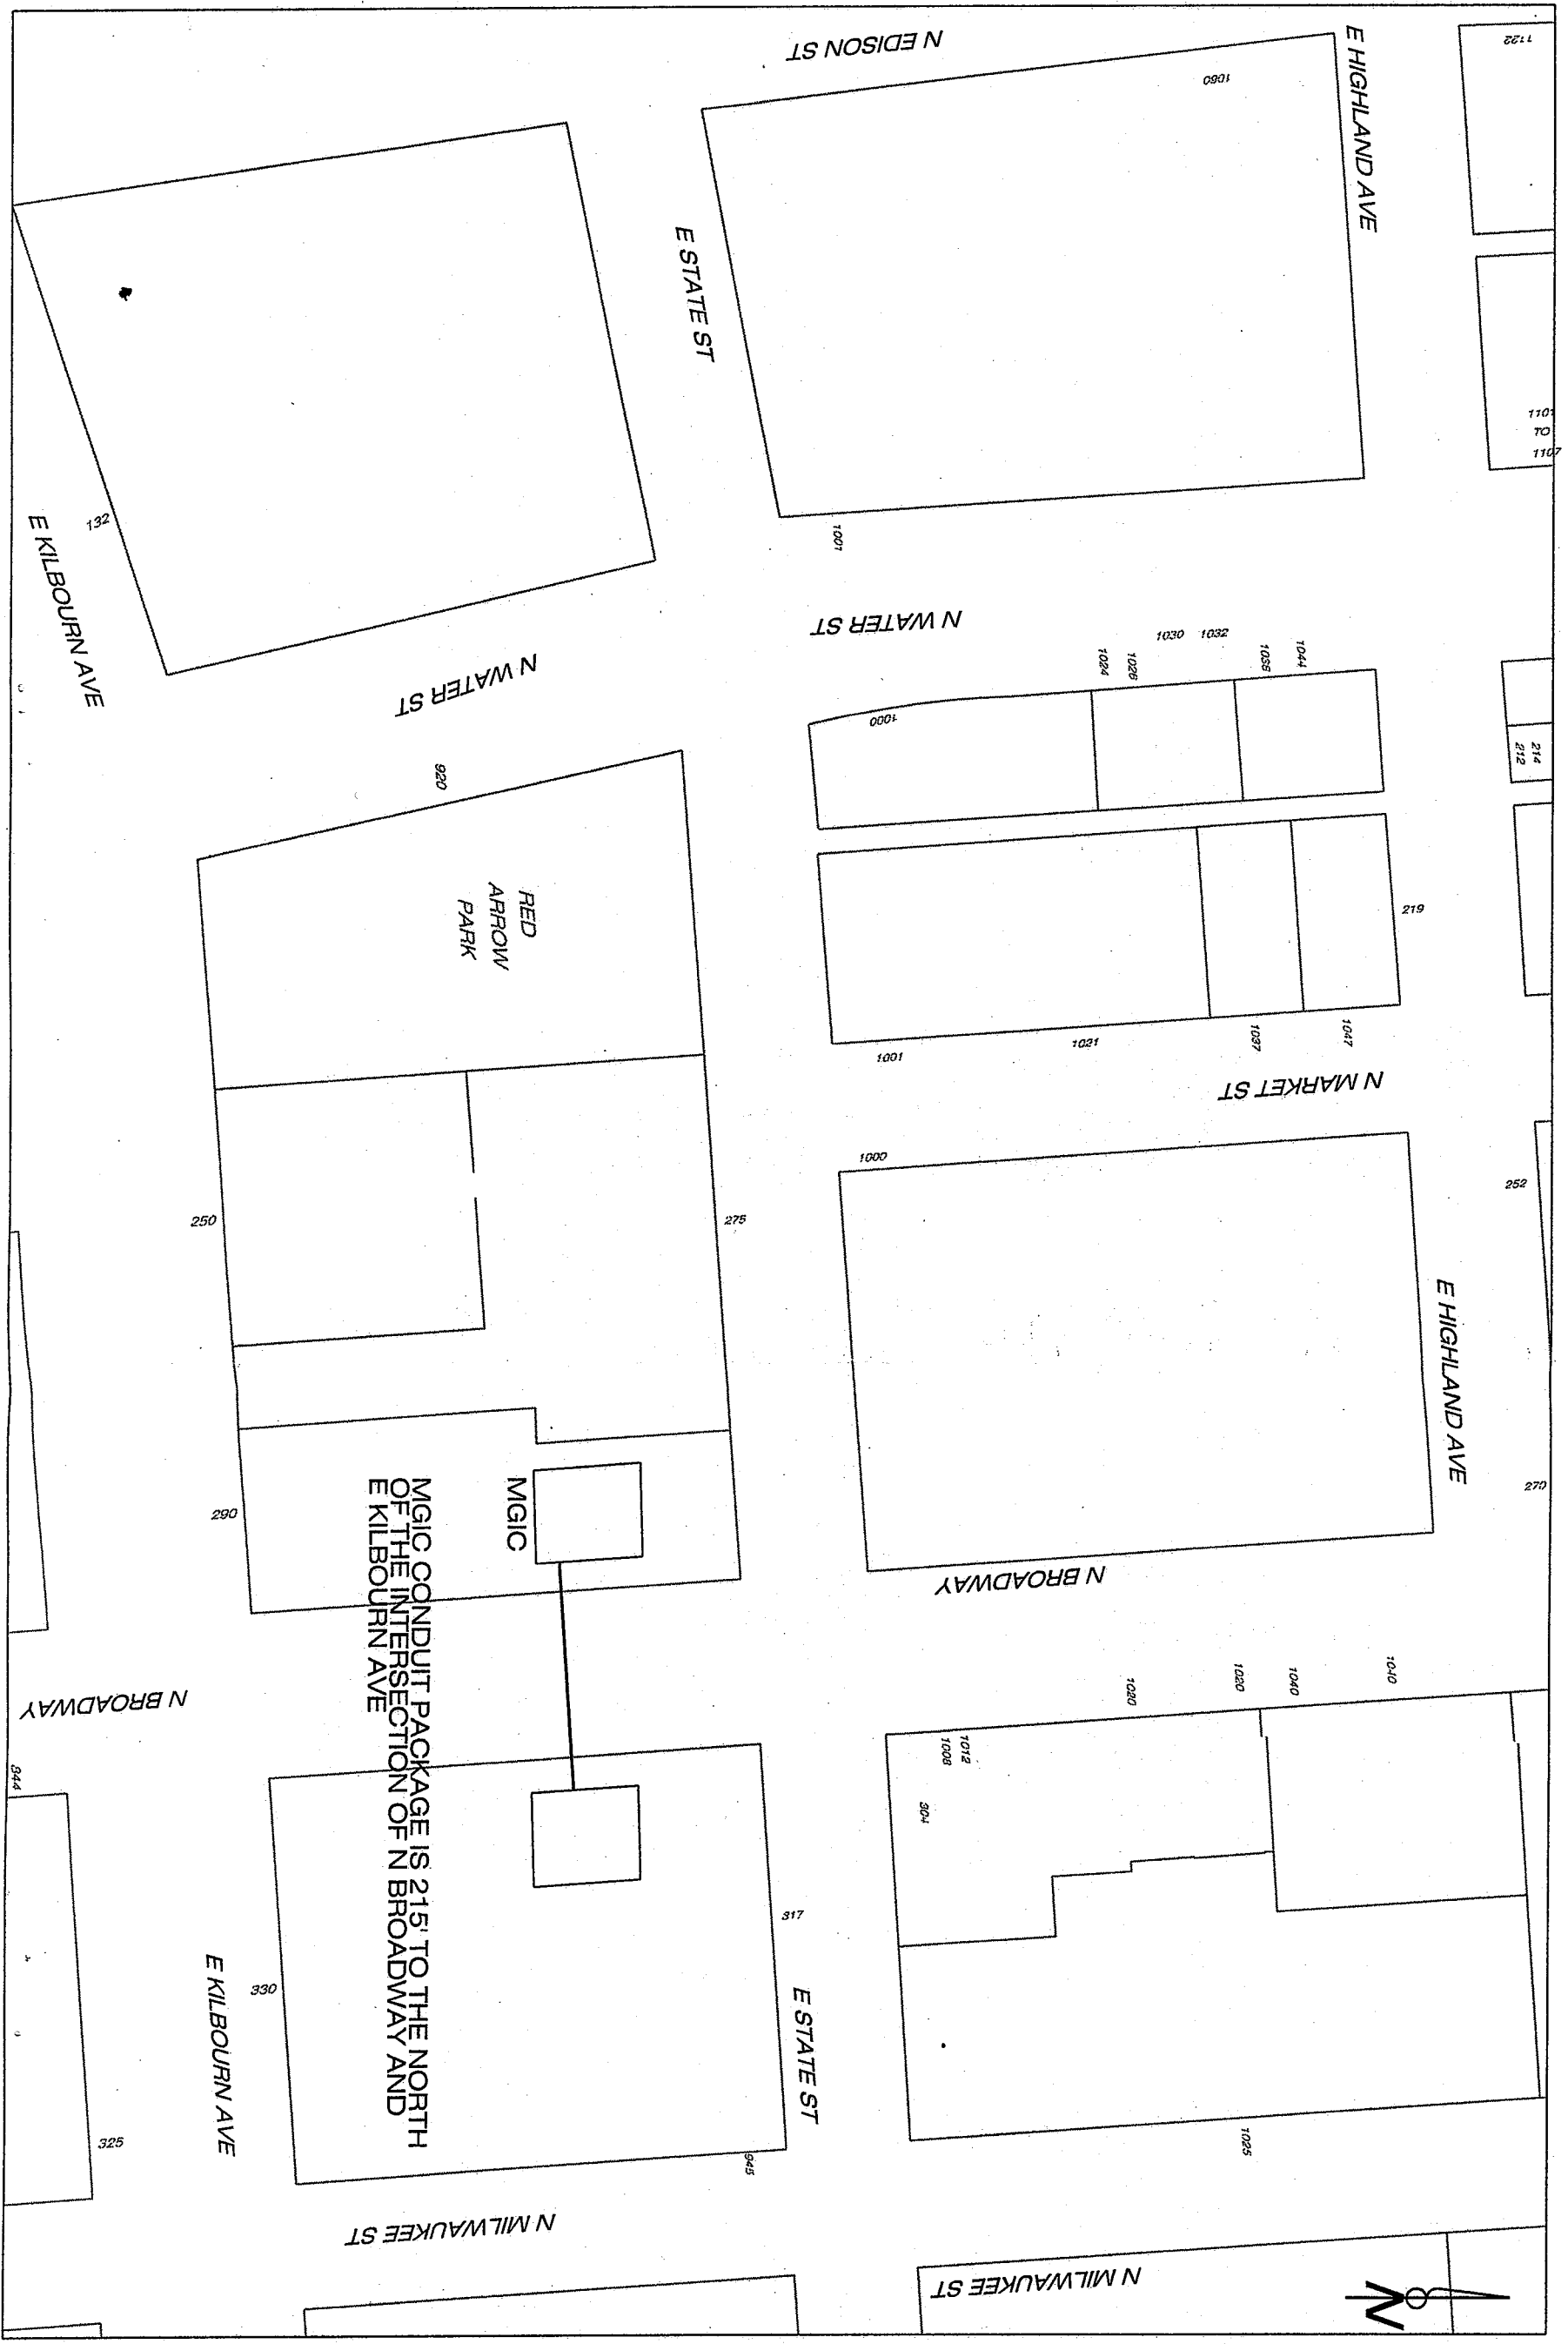 N EDISON ST
E HIGHLAND AVE
1122
1060
E STATE ST
1101
TO
1107
132
E KILBOURN AVE
1001
N WATER ST
N WATER ST
1024
1026
1030
1032
1038
1044
1000
214
212
920
RED
ARROW
PARK
219
1001
1021
1037
1047
N MARKET ST
1000
252
250
275
E HIGHLAND AVE
270
290
MGIC
MGIC CONDUIT PACKAGE IS 215' TO THE NORTH
OF THE INTERSECTION OF N BROADWAY AND
E KILBOURN AVE
N BROADWAY
N BROADWAY
1020
1020
1040
1040
1012
1008
304
844
317
330
E KILBOURN AVE
E STATE ST
325
945
1025
N MILWAUKEE ST
N MILWAUKEE ST
N